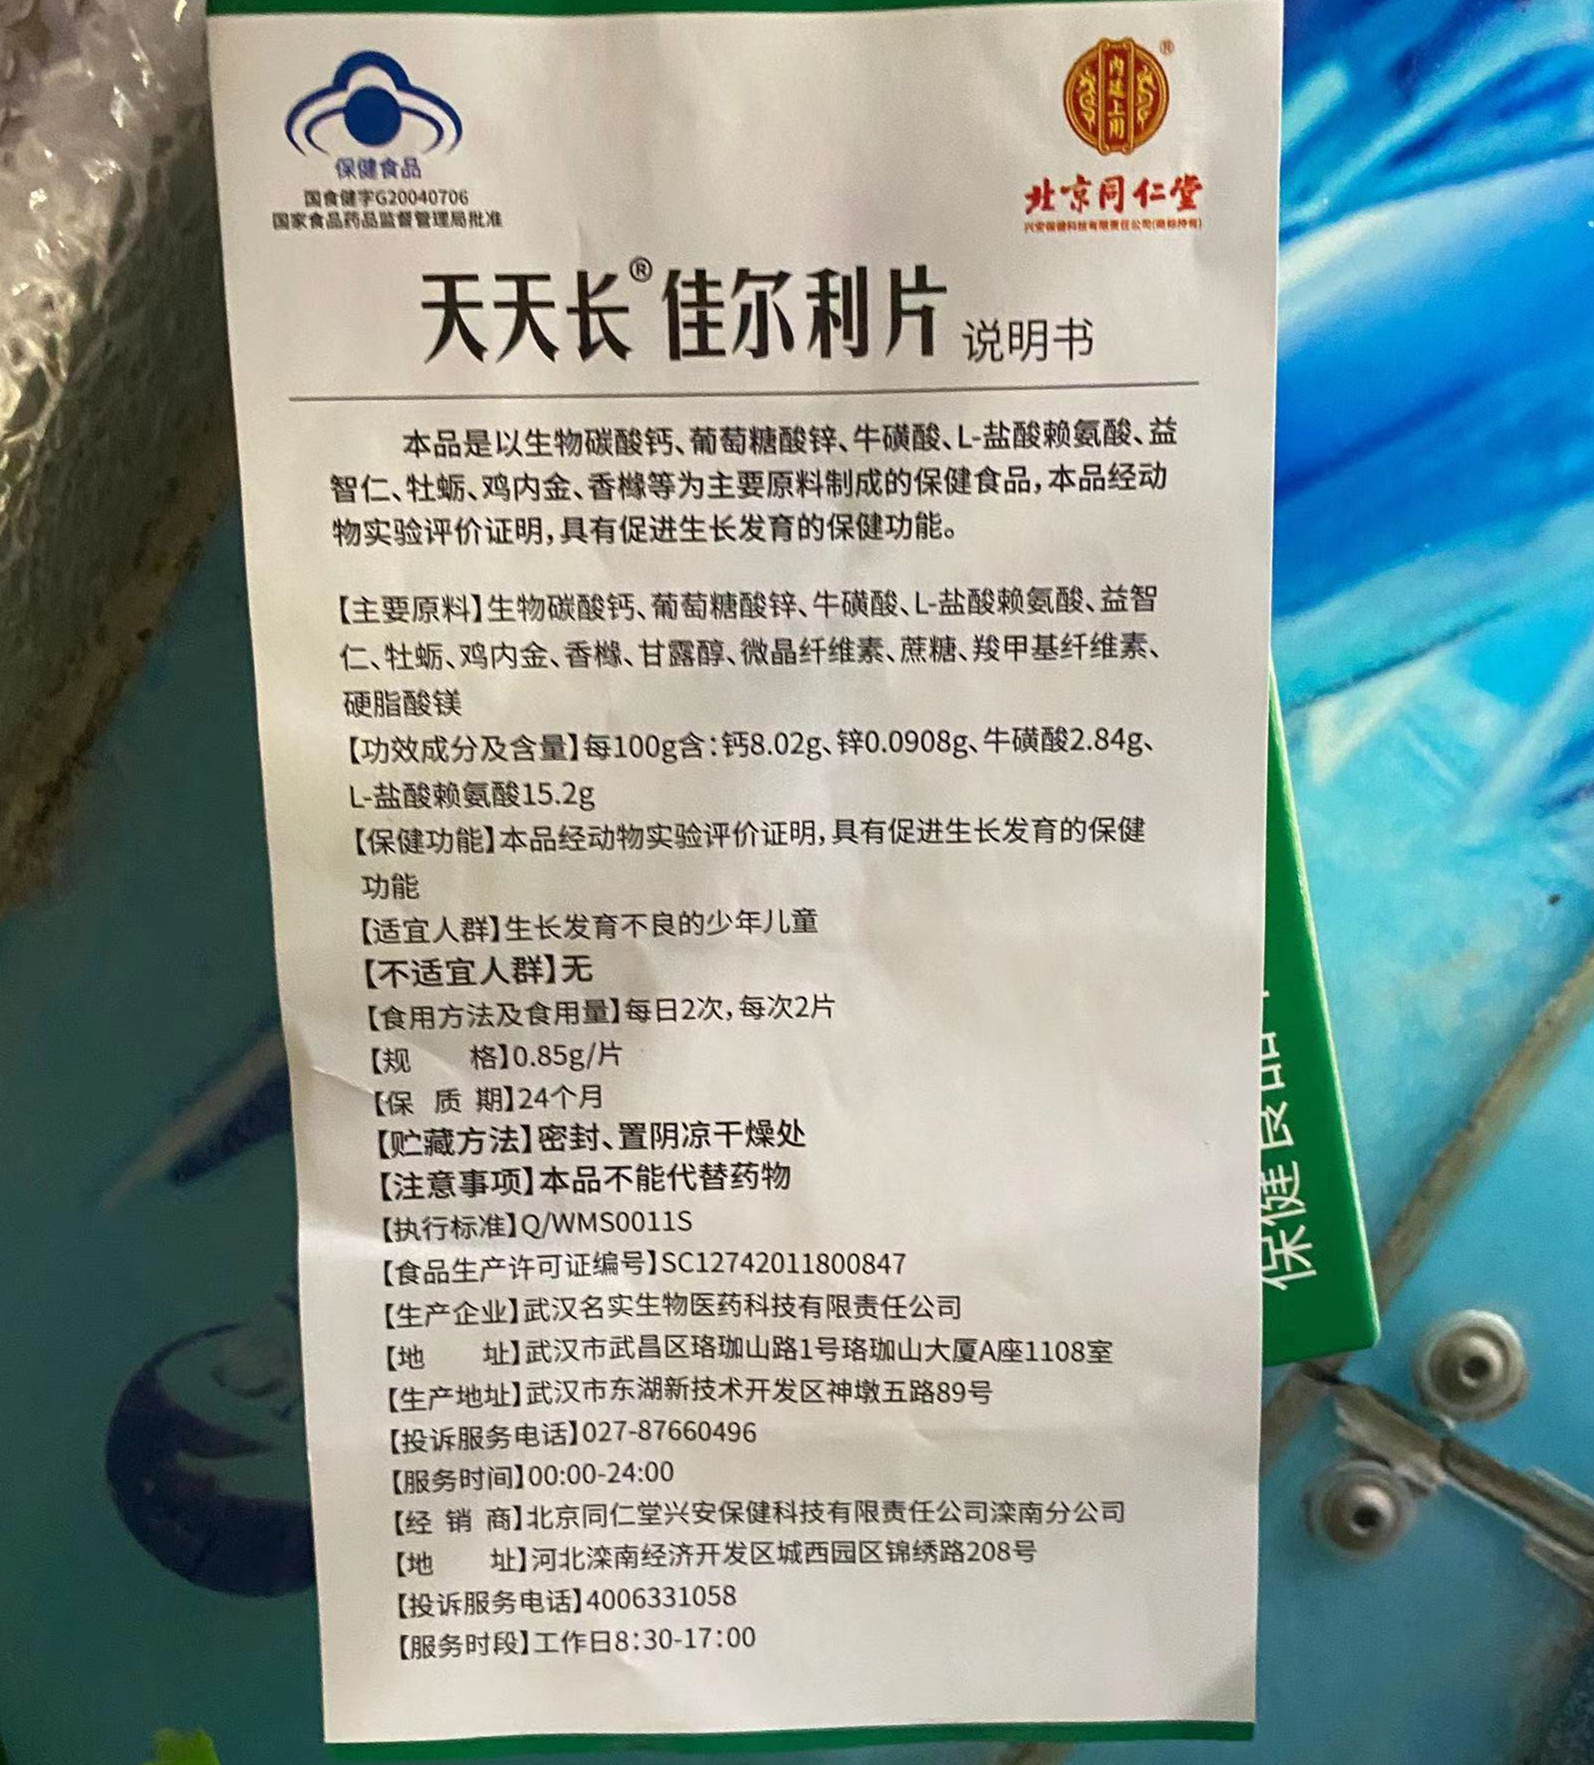 保健食品
国食健字G20040706
国家食品药品监督管理局批准
内廷上用
®
北京同仁堂
兴安保健科技有限责任公司(商标持有)
天天长®佳尔利片 说明书
本品是以生物碳酸钙、葡萄糖酸锌、牛磺酸、L-盐酸赖氨酸、益
智仁、牡蛎、鸡内金、香橼等为主要原料制成的保健食品,本品经动
物实验评价证明,具有促进生长发育的保健功能。
【主要原料】生物碳酸钙、葡萄糖酸锌、牛磺酸、L-盐酸赖氨酸、益智
仁、牡蛎、鸡内金、香橼、甘露醇、微晶纤维素、蔗糖、羧甲基纤维素、
硬脂酸镁
【功效成分及含量】每100g含:钙8.02g、锌0.0908g、牛磺酸2.84g、
L-盐酸赖氨酸15.2g
【保健功能】本品经动物实验评价证明,具有促进生长发育的保健
功能
【适宜人群】生长发育不良的少年儿童
【不适宜人群】无
【食用方法及食用量】每日2次,每次2片
【规 格】0.85g/片
【保 质 期】24个月
【贮藏方法】密封、置阴凉干燥处
【注意事项】本品不能代替药物
【执行标准】Q/WMS0011S
【食品生产许可证编号】SC12742011800847
【生产企业】武汉名实生物医药科技有限责任公司
【地 址】武汉市武昌区珞珈山路1号珞珈山大厦A座1108室
【生产地址】武汉市东湖新技术开发区神墩五路89号
【投诉服务电话】027-87660496
【服务时间】00:00-24:00
【经 销 商】北京同仁堂兴安保健科技有限责任公司滦南分公司
【地 址】河北滦南经济开发区城西园区锦绣路208号
【投诉服务电话】4006331058
【服务时段】工作日8:30-17:00
保健食品